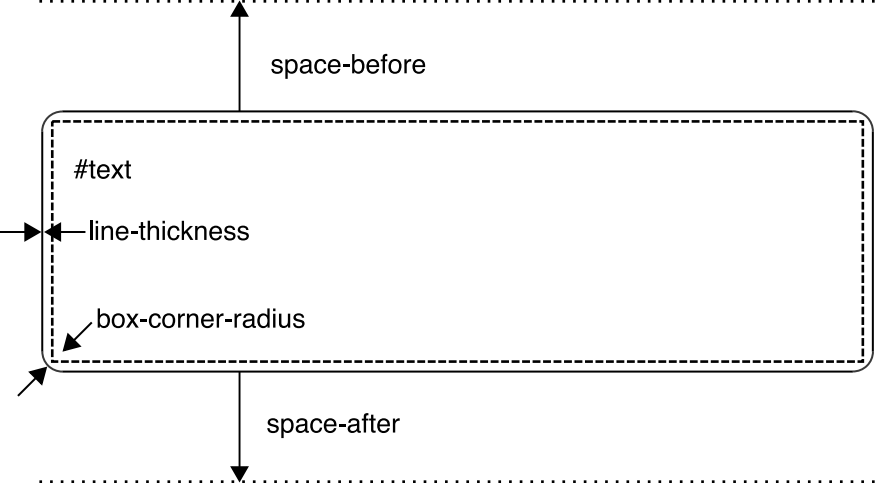 space-before
#text
line-thickness
box-corner-radius
space-after